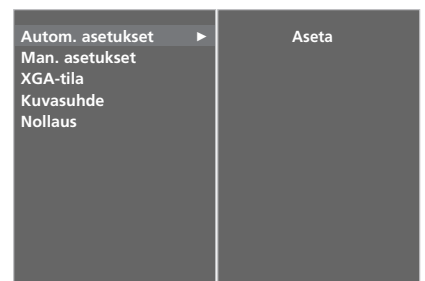 Autom. asetukset ► Aseta
Man. asetukset
XGA-tila
Kuvasuhde
Nollaus